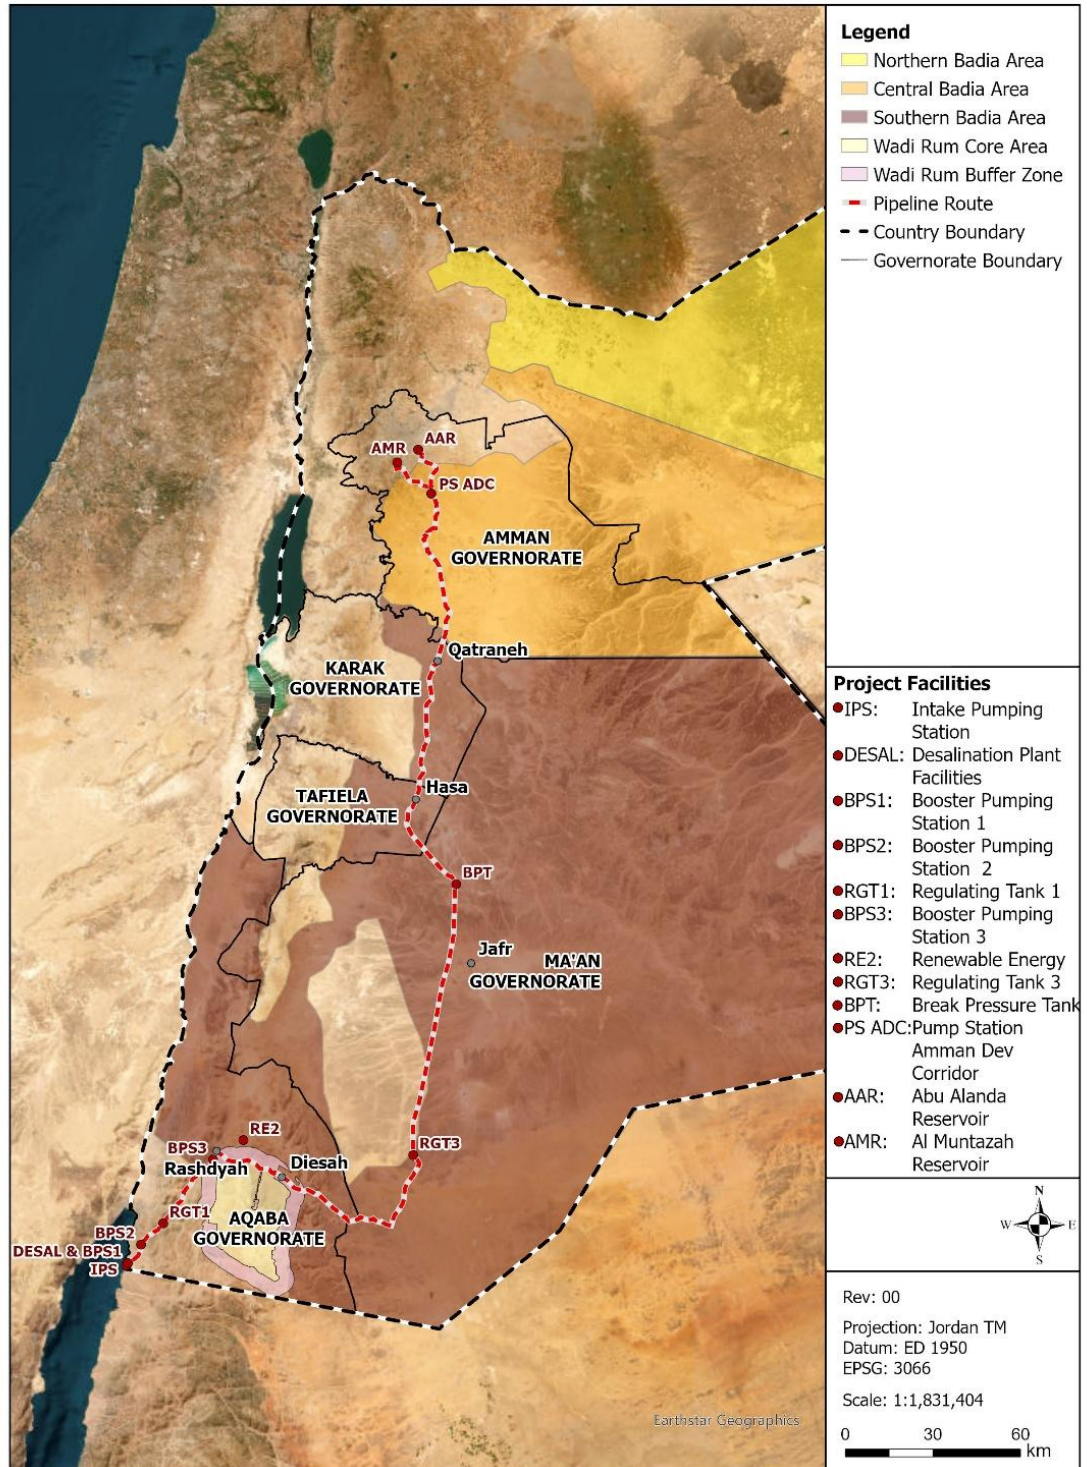 AMR
AAR
PS ADC
AMMAN
GOVERNORATE
Qatraneh
KARAK
GOVERNORATE
Hasa
TAFIELA
GOVERNORATE
BPT
Jafr
MA'AN
GOVERNORATE
RE2
BPS3
Rashdyah
Diesah
RGT3
RGT1
AQABA
GOVERNORATE
BPS2
DESAL & BPS1
IPS
Earthstar Geographics
Legend
Northern Badia Area
Central Badia Area
Southern Badia Area
Wadi Rum Core Area
Wadi Rum Buffer Zone
Pipeline Route
Country Boundary
Governorate Boundary
Project Facilities
IPS: Intake Pumping
Station
DESAL: Desalination Plant
Facilities
BPS1: Booster Pumping
Station 1
BPS2: Booster Pumping
Station 2
RGT1: Regulating Tank 1
BPS3: Booster Pumping
Station 3
RE2: Renewable Energy
RGT3: Regulating Tank 3
BPT: Break Pressure Tank
PS ADC: Pump Station
Amman Dev
Corridor
AAR: Abu Alanda
Reservoir
AMR: Al Muntazah
Reservoir
N
W E
S
Rev: 00
Projection: Jordan TM
Datum: ED 1950
EPSG: 3066
Scale: 1:1,831,404
0 30 60
km